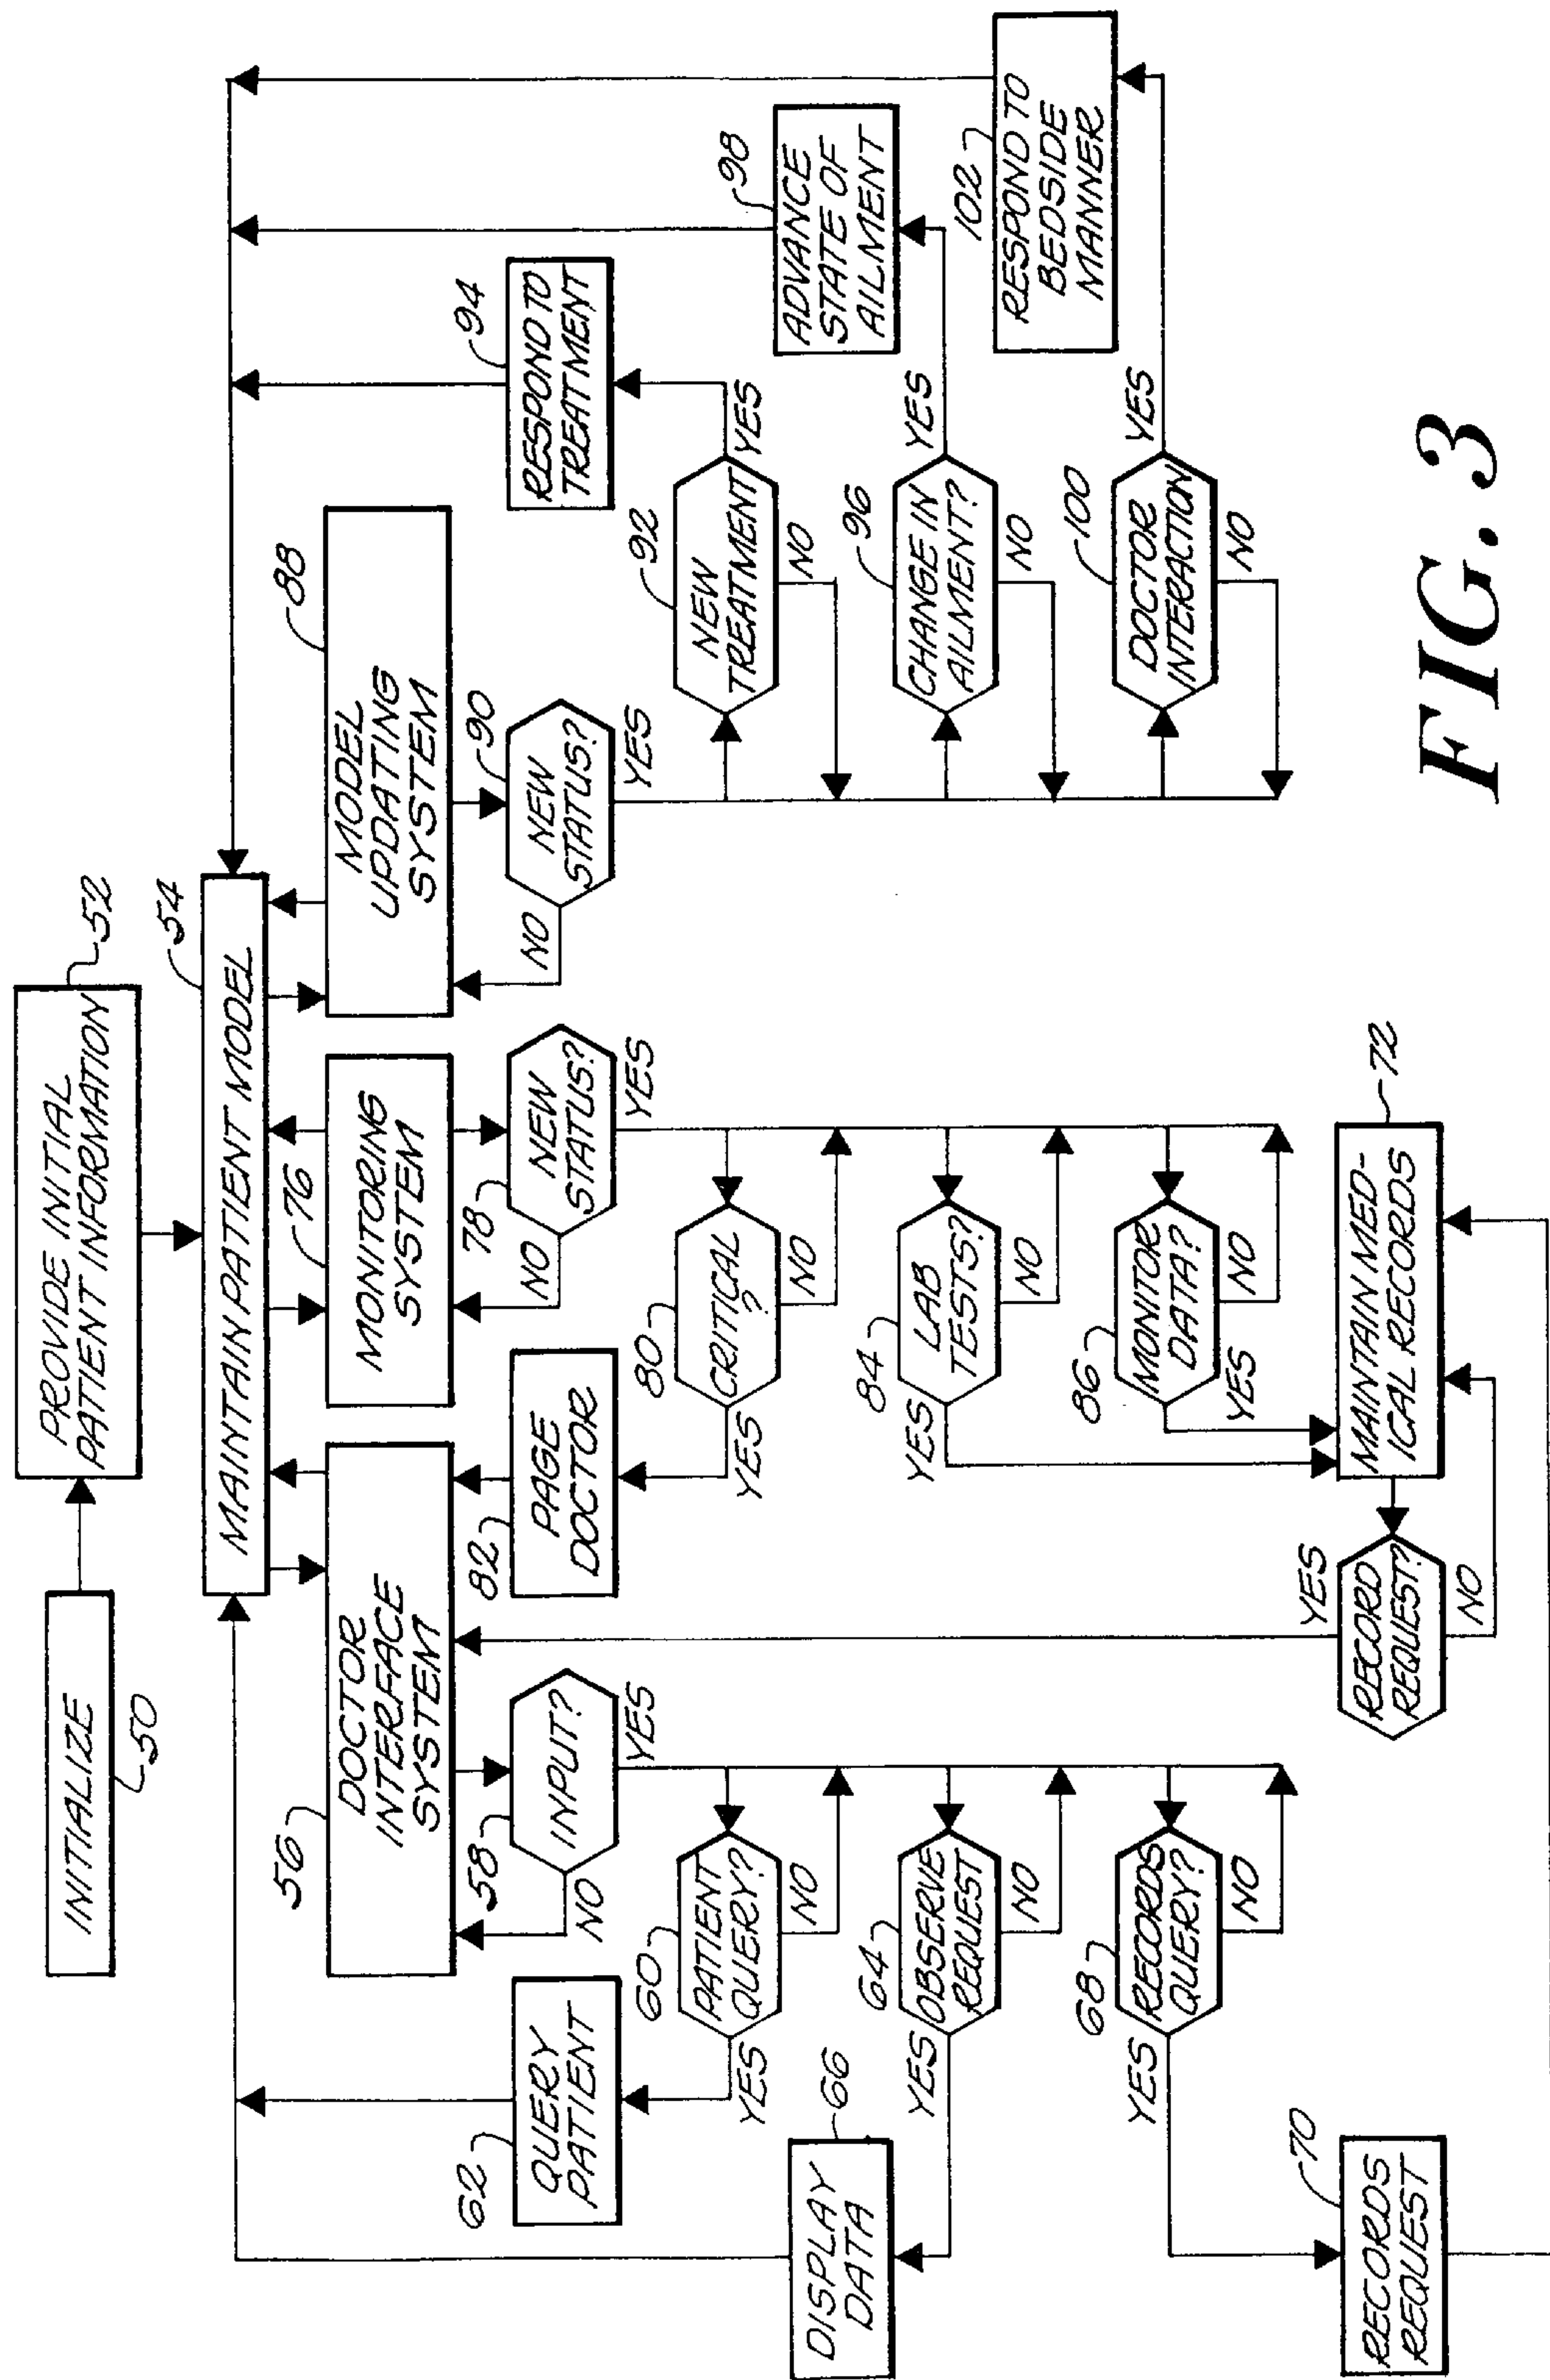 INITIALIZE
50
PROVIDE INITIAL
PATIENT INFORMATION
52
MAINTAIN PATIENT MODEL
54
56
DOCTOR
INTERFACE
SYSTEM
76
MONITORING
SYSTEM
MODEL
UPDATING
SYSTEM
88
58
INPUT?
NO
YES
62
QUERY
PATIENT
60
PATIENT
QUERY?
YES
NO
DISPLAY
DATA
66
64
OBSERVE
REQUEST
YES
NO
68
RECORDS
QUERY?
YES
NO
RECORDS
REQUEST
70
82
PAGE
DOCTOR
78
NEW
STATUS?
NO
YES
80
CRITICAL
?
YES
NO
84
LAB
TESTS?
YES
NO
86
MONITOR
DATA?
YES
NO
MAINTAIN MED-
ICAL RECORDS
72
RECORD
REQUEST?
YES
NO
90
NEW
STATUS?
NO
YES
92
NEW
TREATMENT
YES
NO
RESPOND TO
TREATMENT
94
96
CHANGE IN
AILMENT?
YES
NO
ADVANCE
STATE OF
AILMENT
98
100
DOCTOR
INTERACTION
YES
NO
102
RESPOND TO
BEDSIDE
MANNER
FIG. 3